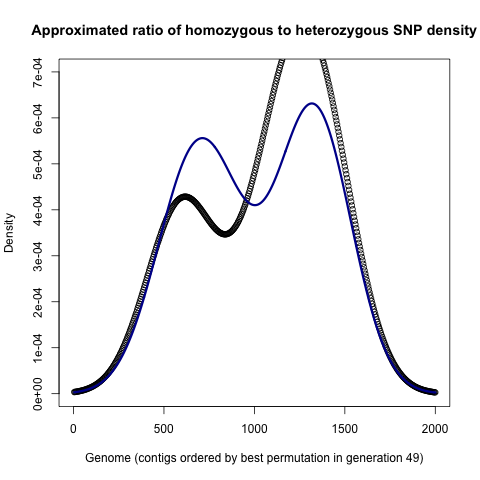 Approximated ratio of homozygous to heterozygous SNP density
7e-04
6e-04
5e-04
4e-04
3e-04
2e-04
1e-04
0e+00
Density
0 500 1000 1500 2000
Genome (contigs ordered by best permutation in generation 49)